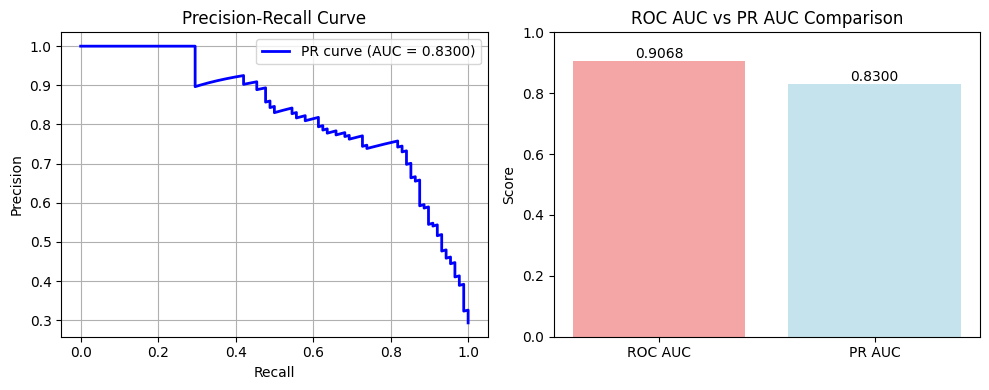 Precision-Recall Curve
PR curve (AUC = 0.8300)
Precision
1.0
0.9
0.8
0.7
0.6
0.5
0.4
0.3
0.0 0.2 0.4 0.6 0.8 1.0
Recall
ROC AUC vs PR AUC Comparison
Score
1.0
0.8
0.6
0.4
0.2
0.0
0.9068
0.8300
ROC AUC PR AUC